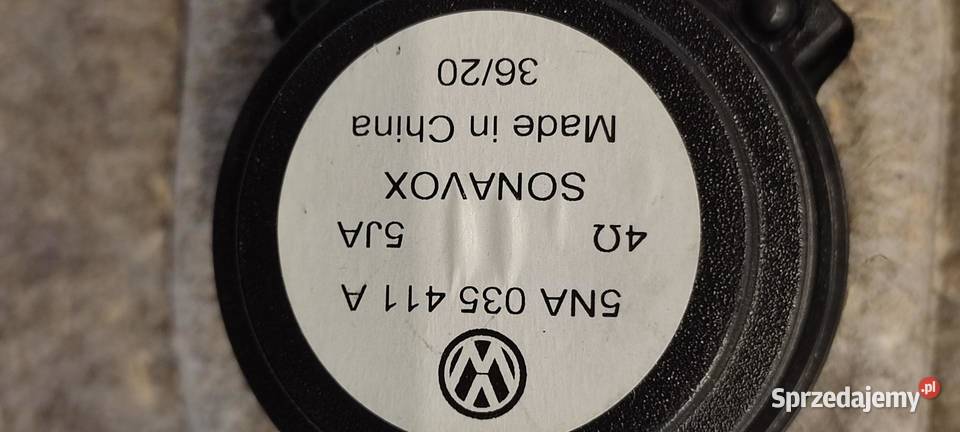 5NA 035 411 A
4Ω 5JA
SONAVOX
Made in China
36/20
Sprzedajemy.pl